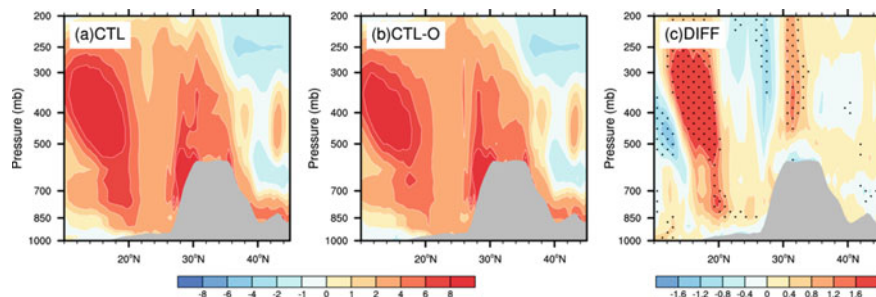 (a)CTL
(b)CTL-O
(c)DIFF
Pressure (mb)
200
250
300
400
500
700
850
1000
20°N
30°N
40°N
Pressure (mb)
200
250
300
400
500
700
850
1000
20°N
30°N
40°N
Pressure (mb)
200
250
300
400
500
700
850
1000
20°N
30°N
40°N
-8 -6 -4 -2 -1 0 1 2 4 6 8
-1.6 -1.2 -0.8 -0.4 0 0.4 0.8 1.2 1.6